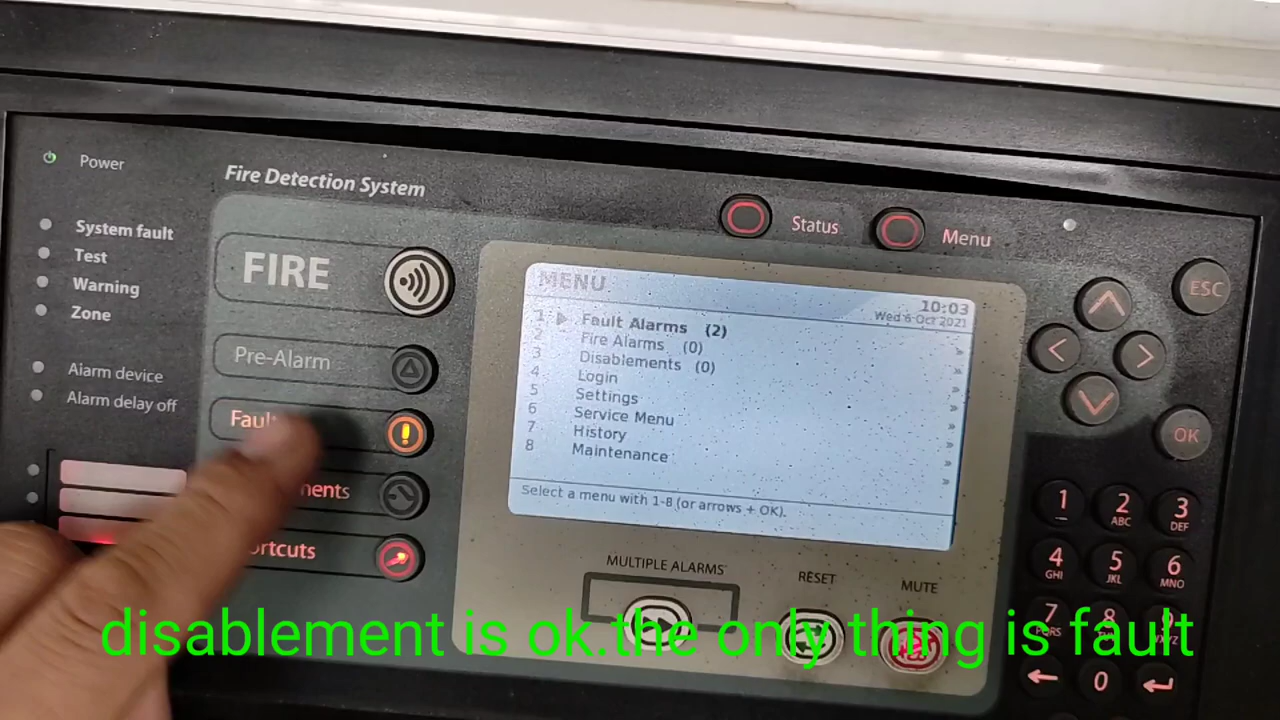 Power
System fault
Test
Warning
Zone
Alarm device
Alarm delay off
Fire Detection System
FIRE
Pre-Alarm
Fault
ments
ortcuts
Status
Menu
MENU
10:03
Wed 6 Oct 2021
1 Fault Alarms (2)
2 Fire Alarms (0)
3 Disablements (0)
4 Login
5 Settings
6 Service Menu
7 History
8 Maintenance
Select a menu with 1-8 (or arrows + OK).
MULTIPLE ALARMS
RESET
MUTE
ESC
OK
1
2 ABC
3 DEF
4 GHI
5 JKL
6 MNO
7 PQRS
8
0
disablement is ok.the only thing is fault